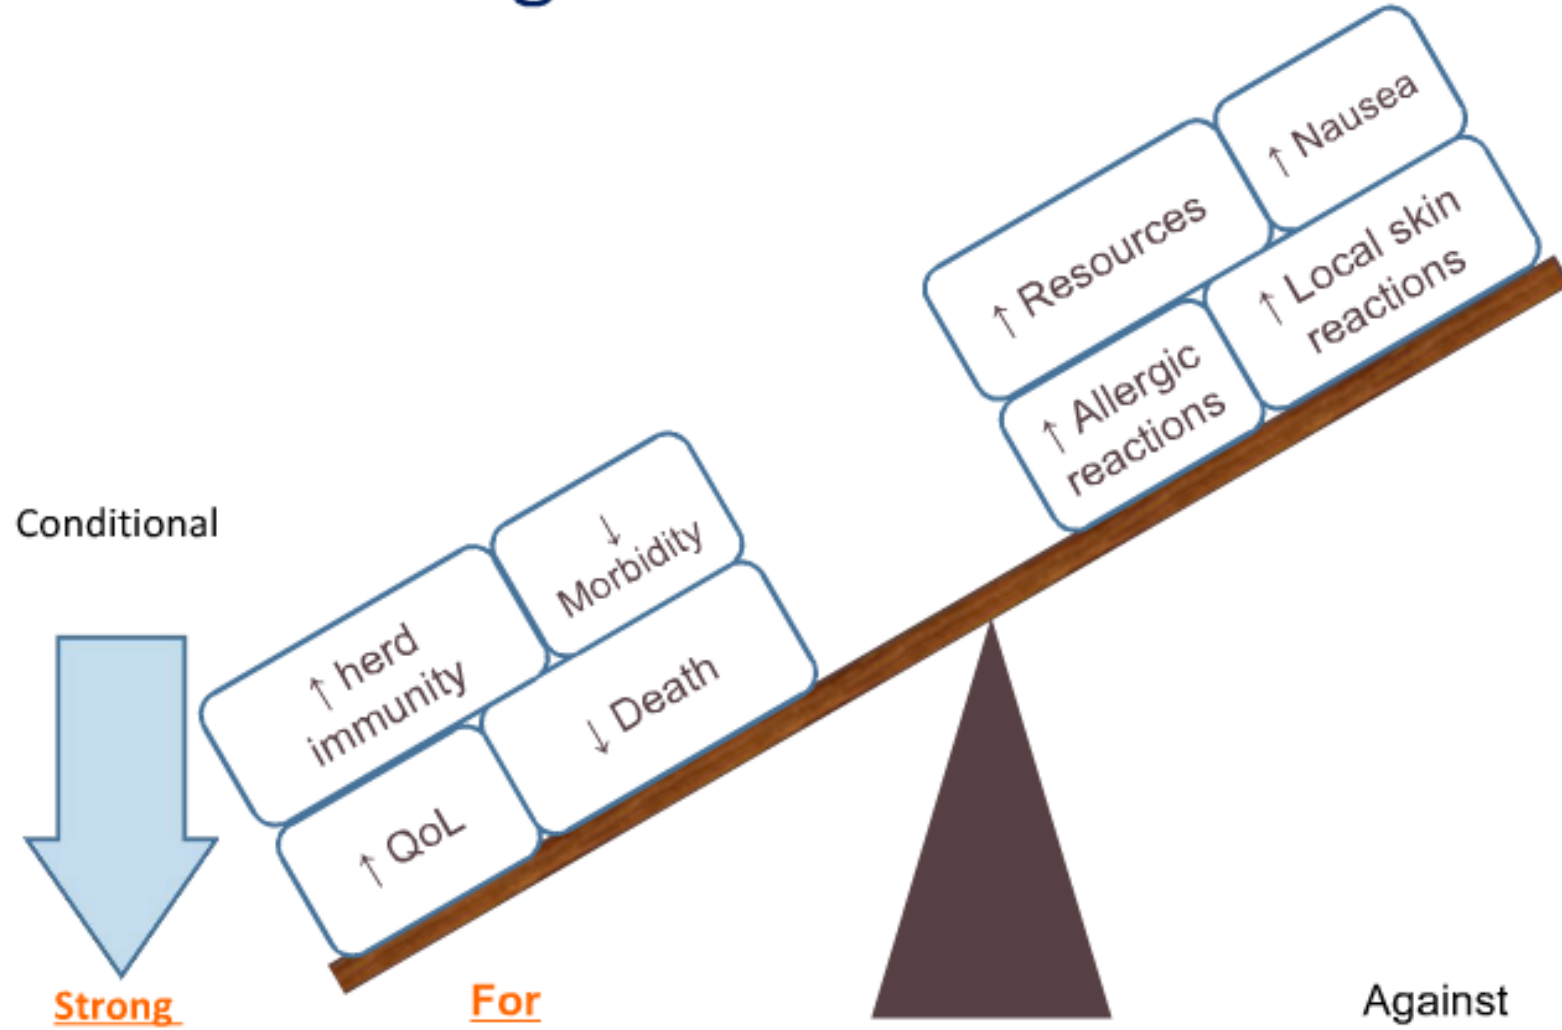 ↑ Nausea
↑ Resources
↑ Local skin
reactions
↑ Allergic
reactions
↓
Morbidity
↑ herd
immunity
↓ Death
↑ QoL
Conditional
Strong
For
Against